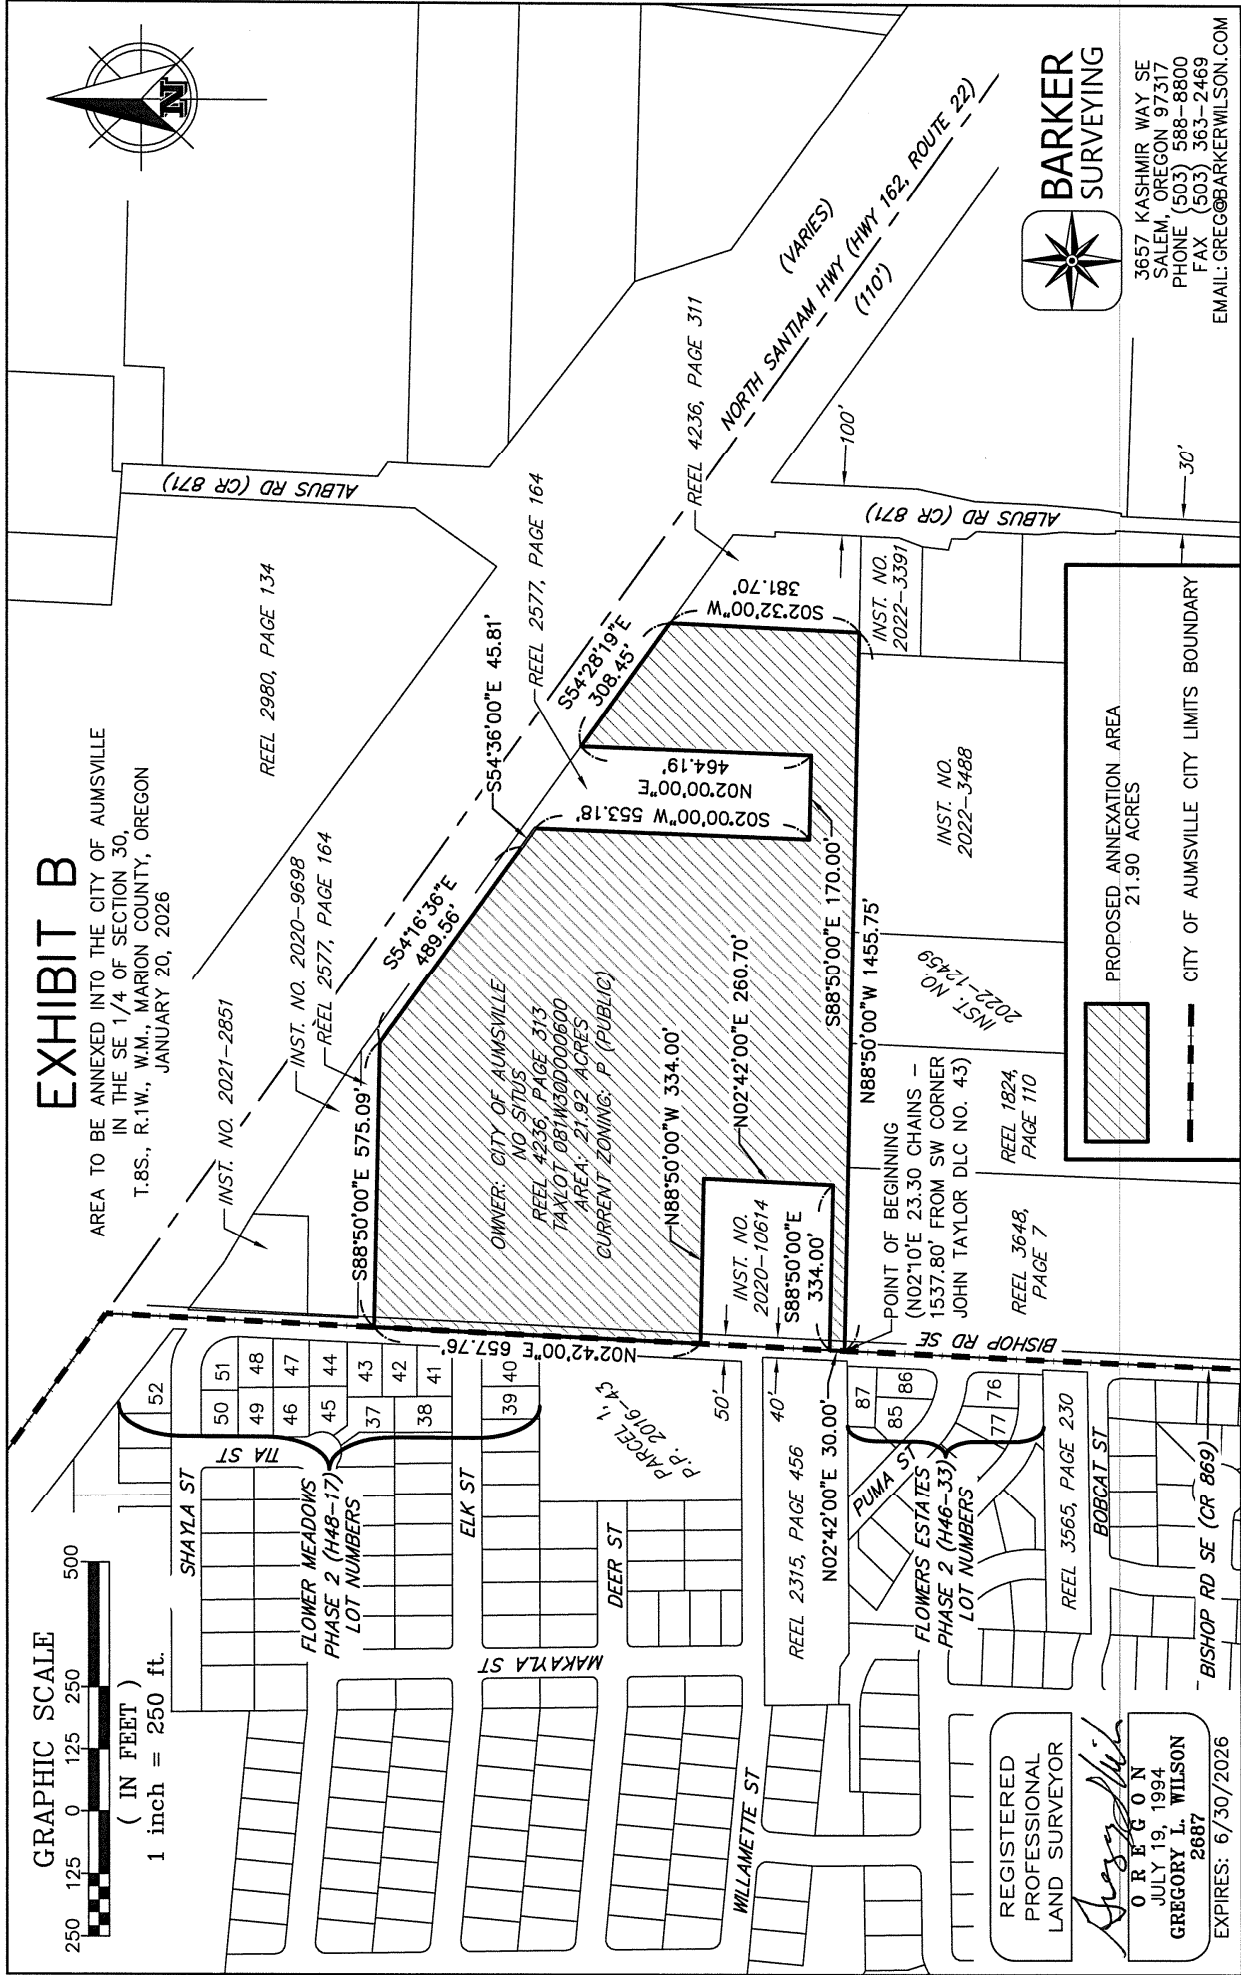 EXHIBIT B
AREA TO BE ANNEXED INTO THE CITY OF AUMSVILLE
IN THE SE 1/4 OF SECTION 30,
T.8S., R.1W., W.M., MARION COUNTY, OREGON
JANUARY 20, 2026
GRAPHIC SCALE
250 125 0 125 250 500
( IN FEET )
1 inch = 250 ft.
N
REEL 2980, PAGE 134
INST. NO. 2021-2851
INST. NO. 2020-9698
REEL 2577, PAGE 164
S54°36'00"E 45.81'
REEL 2577, PAGE 164
ALBUS RD (CR 871)
REEL 4236, PAGE 311
NORTH SANTIAM HWY (HWY 162, ROUTE 22)
(VARIES)
(110')
S88°50'00"E 575.09'
S54°16'36"E
489.56'
S54°28'19"E
308.45'
S02°32'00"W
381.70'
S02°00'00"W 553.18'
N02°00'00"E
464.19'
S88°50'00"E 170.00'
N88°50'00"W 1455.75'
OWNER: CITY OF AUMSVILLE
NO SITUS
REEL 4236, PAGE 313
TAXLOT 081W30D000600
AREA: 21.92 ACRES
CURRENT ZONING: P (PUBLIC)
N88°50'00"W 334.00'
N02°42'00"E 260.70'
INST. NO.
2020-10614
S88°50'00"E
334.00'
N02°42'00"E 657.76'
N02°42'00"E 30.00'
50'
40'
100'
30'
POINT OF BEGINNING
(N02°10'E 23.30 CHAINS -
1537.80' FROM SW CORNER
JOHN TAYLOR DLC NO. 43)
BISHOP RD SE
REEL 3648,
PAGE 7
REEL 1824,
PAGE 110
INST. NO
2022-12459
INST. NO.
2022-3488
INST. NO.
2022-3391
ALBUS RD (CR 871)
SHAYLA ST
TIA ST
52
50 51
49 48
46 47
45 44
43
37 42
38 41
39 40
FLOWER MEADOWS
PHASE 2 (H48-17)
LOT NUMBERS
ELK ST
MAKAYLA ST
DEER ST
PARCEL 1,
P.P. 2016-43
WILLAMETTE ST
REEL 2315, PAGE 456
87
85 86
PUMA ST
77 76
FLOWERS ESTATES
PHASE 2 (H46-33)
LOT NUMBERS
REEL 3565, PAGE 230
BOBCAT ST
BISHOP RD SE (CR 869)
PROPOSED ANNEXATION AREA
21.90 ACRES
CITY OF AUMSVILLE CITY LIMITS BOUNDARY
REGISTERED
PROFESSIONAL
LAND SURVEYOR
OREGON
JULY 19, 1994
GREGORY L. WILSON
2687
EXPIRES: 6/30/2026
BARKER
SURVEYING
3657 KASHMIR WAY SE
SALEM, OREGON 97317
PHONE (503) 588-8800
FAX (503) 363-2469
EMAIL: GREG@BARKERWILSON.COM